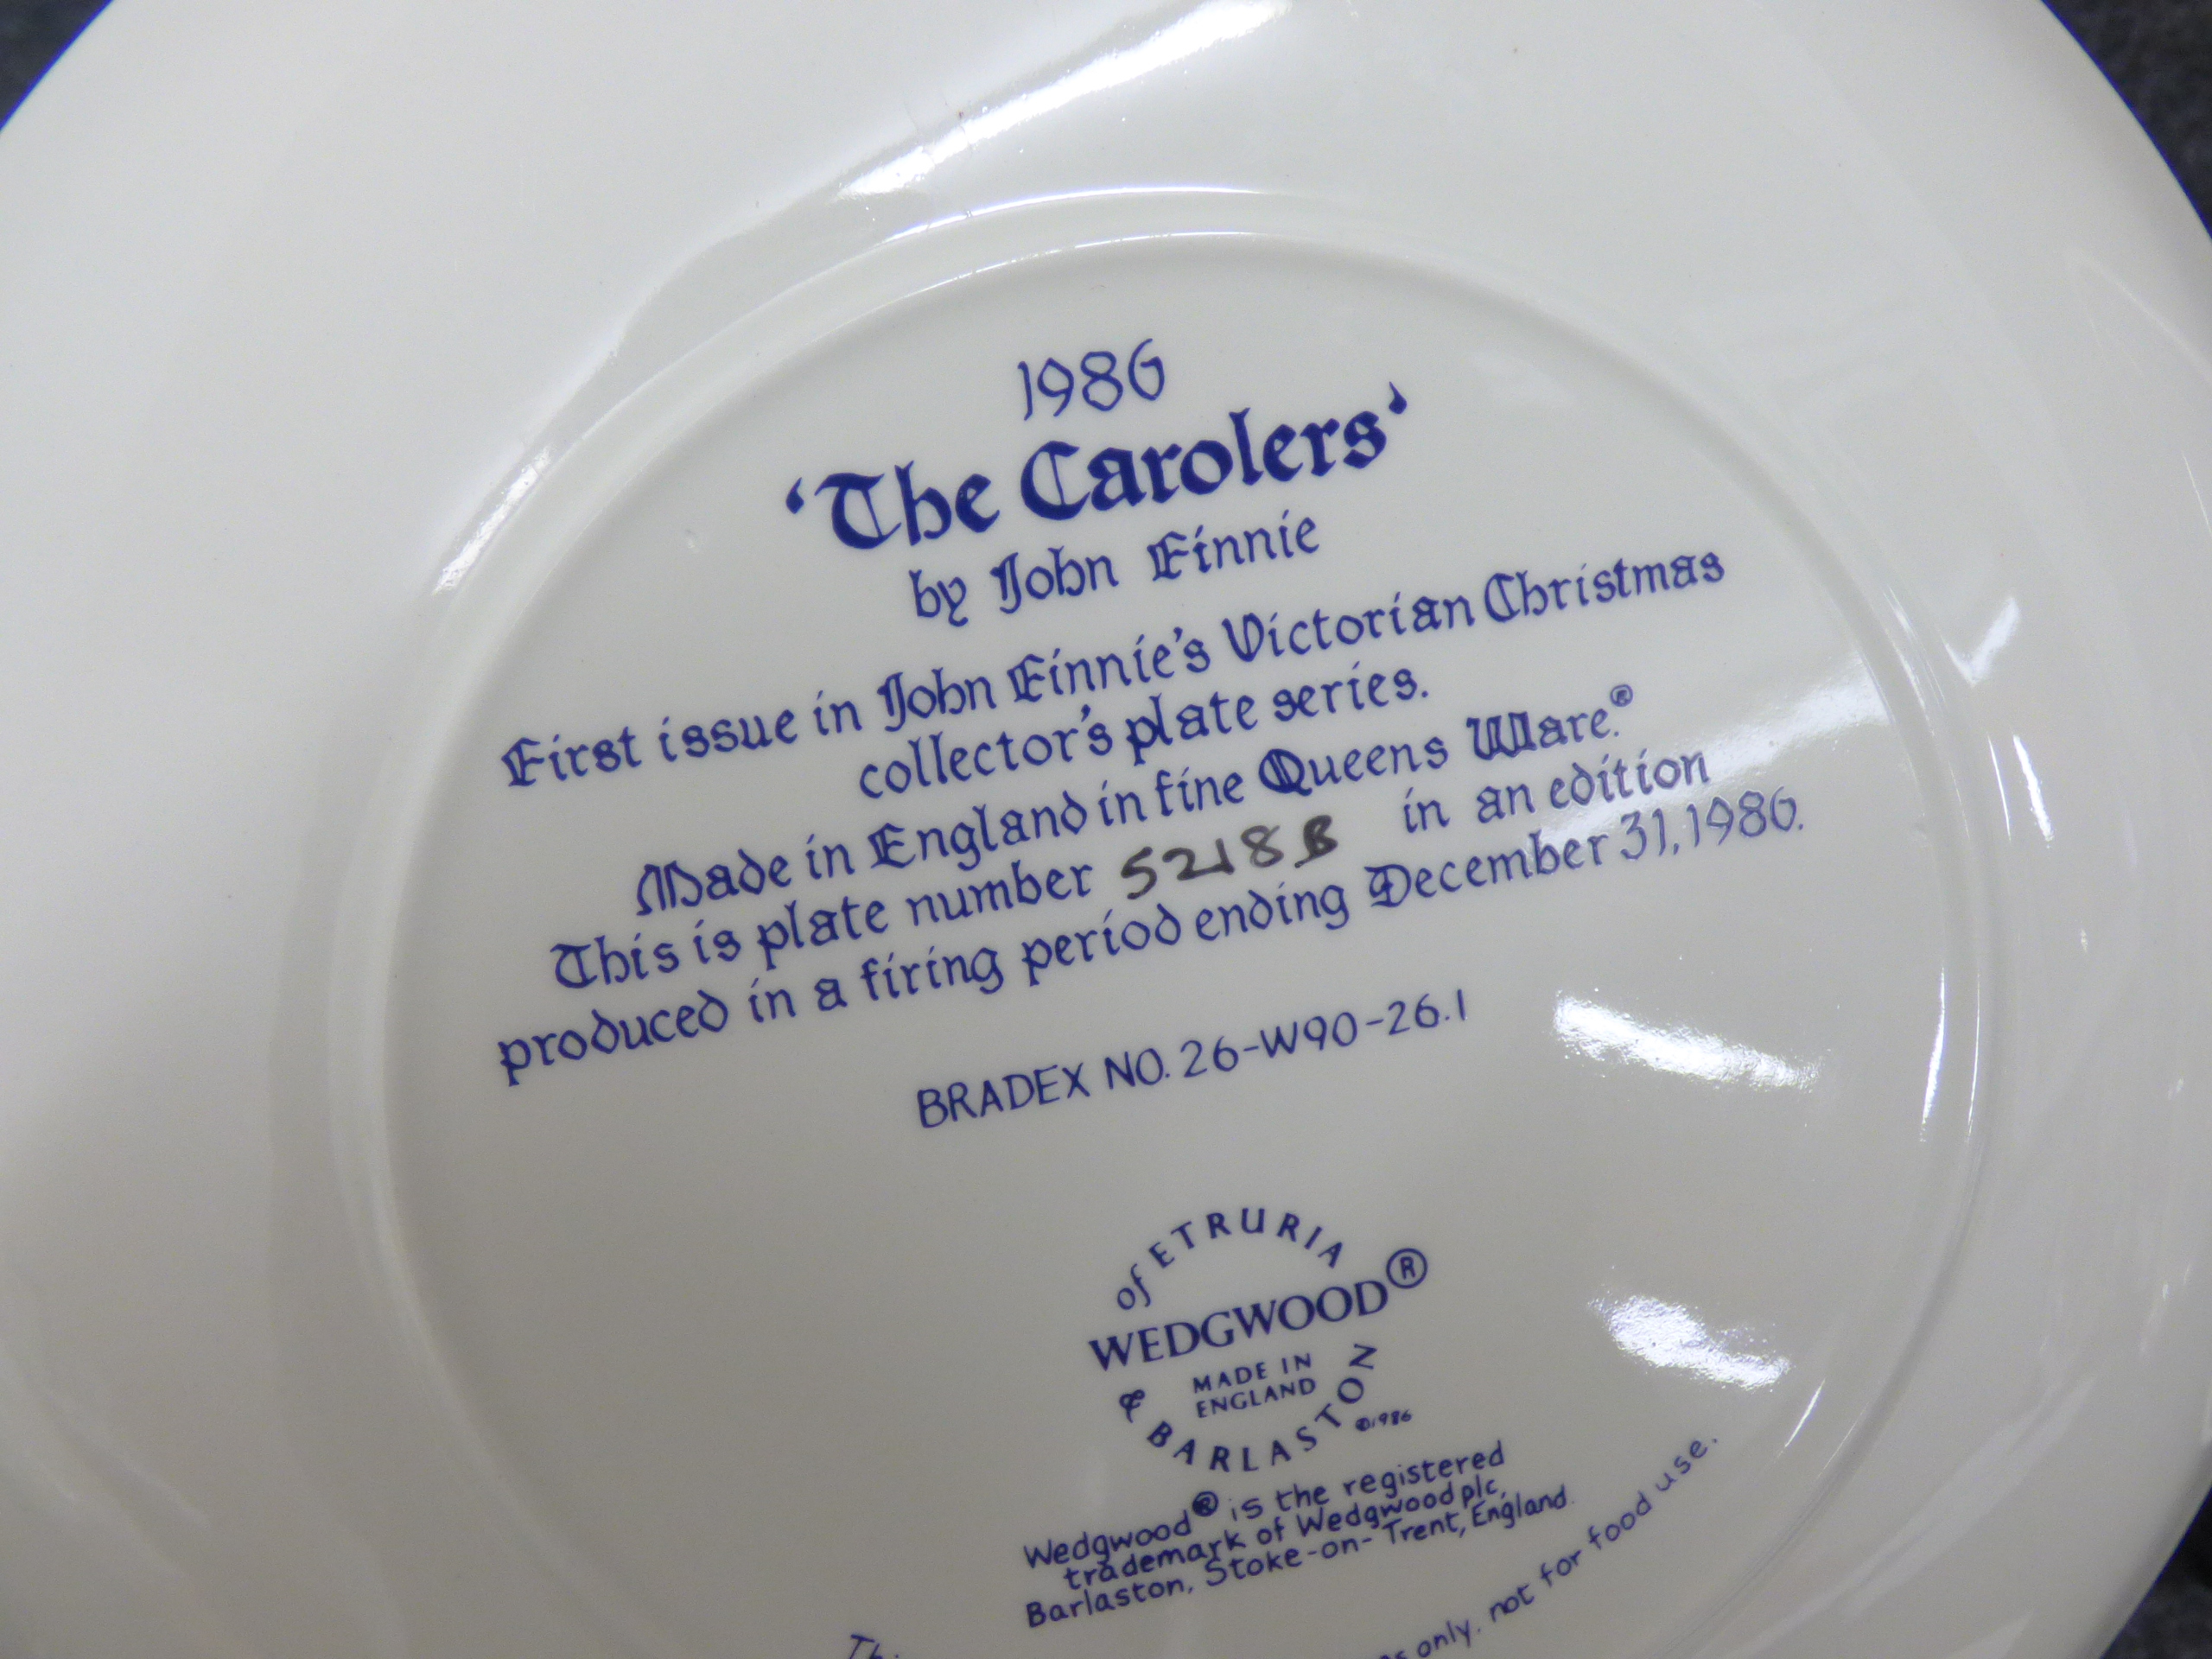 1986
‘The Carolers’
by John Finnie
First issue in John Finnie's Victorian Christmas
collector's plate series.
Made in England in fine Queens Ware.®
This is plate number 5218B in an edition
produced in a firing period ending December 31, 1986.
BRADEX NO. 26-W90-26.1
of ETRURIA
WEDGWOOD®
MADE IN
ENGLAND
& BARLASTON
©1986
Wedgwood® is the registered
trademark of Wedgwood plc,
Barlaston, Stoke-on-Trent, England.
only, not for food use.